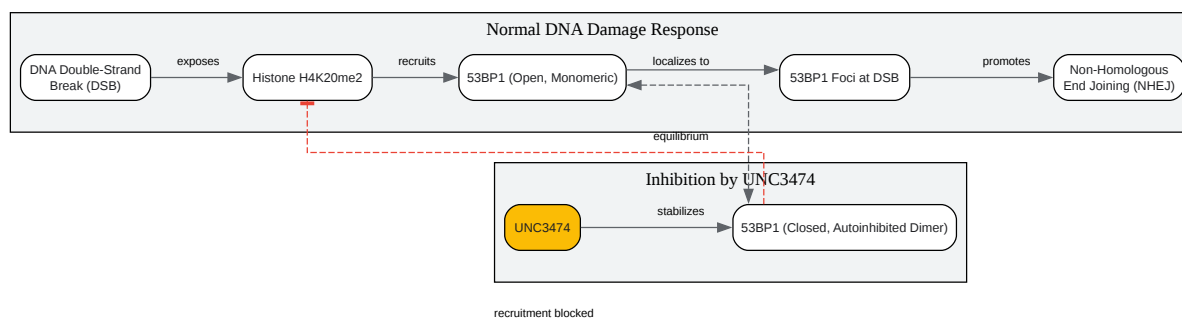 Normal DNA Damage Response
DNA Double-Strand
Break (DSB)
exposes
Histone H4K20me2
recruits
53BP1 (Open, Monomeric)
localizes to
53BP1 Foci at DSB
promotes
Non-Homologous
End Joining (NHEJ)
equilibrium
Inhibition by UNC3474
UNC3474
stabilizes
53BP1 (Closed, Autoinhibited Dimer)
recruitment blocked